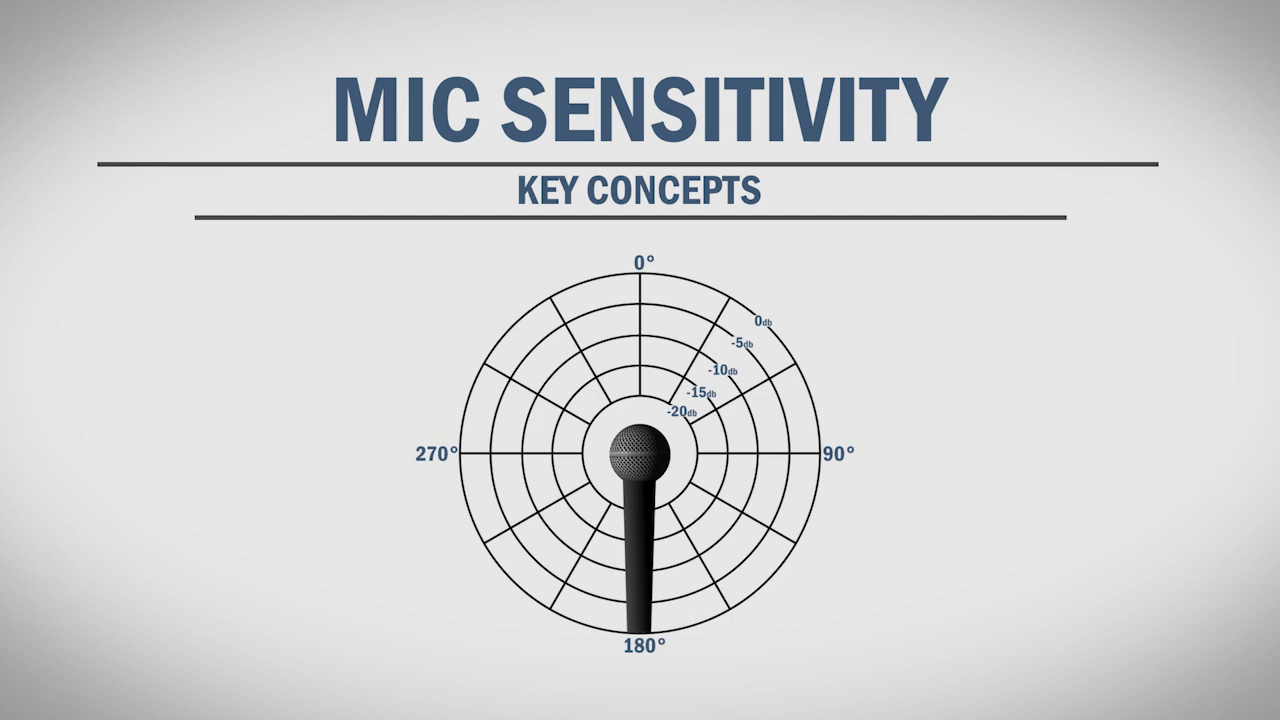 MIC SENSITIVITY
KEY CONCEPTS
0°
0db
-5db
-10db
-15db
-20db
270°
90°
180°